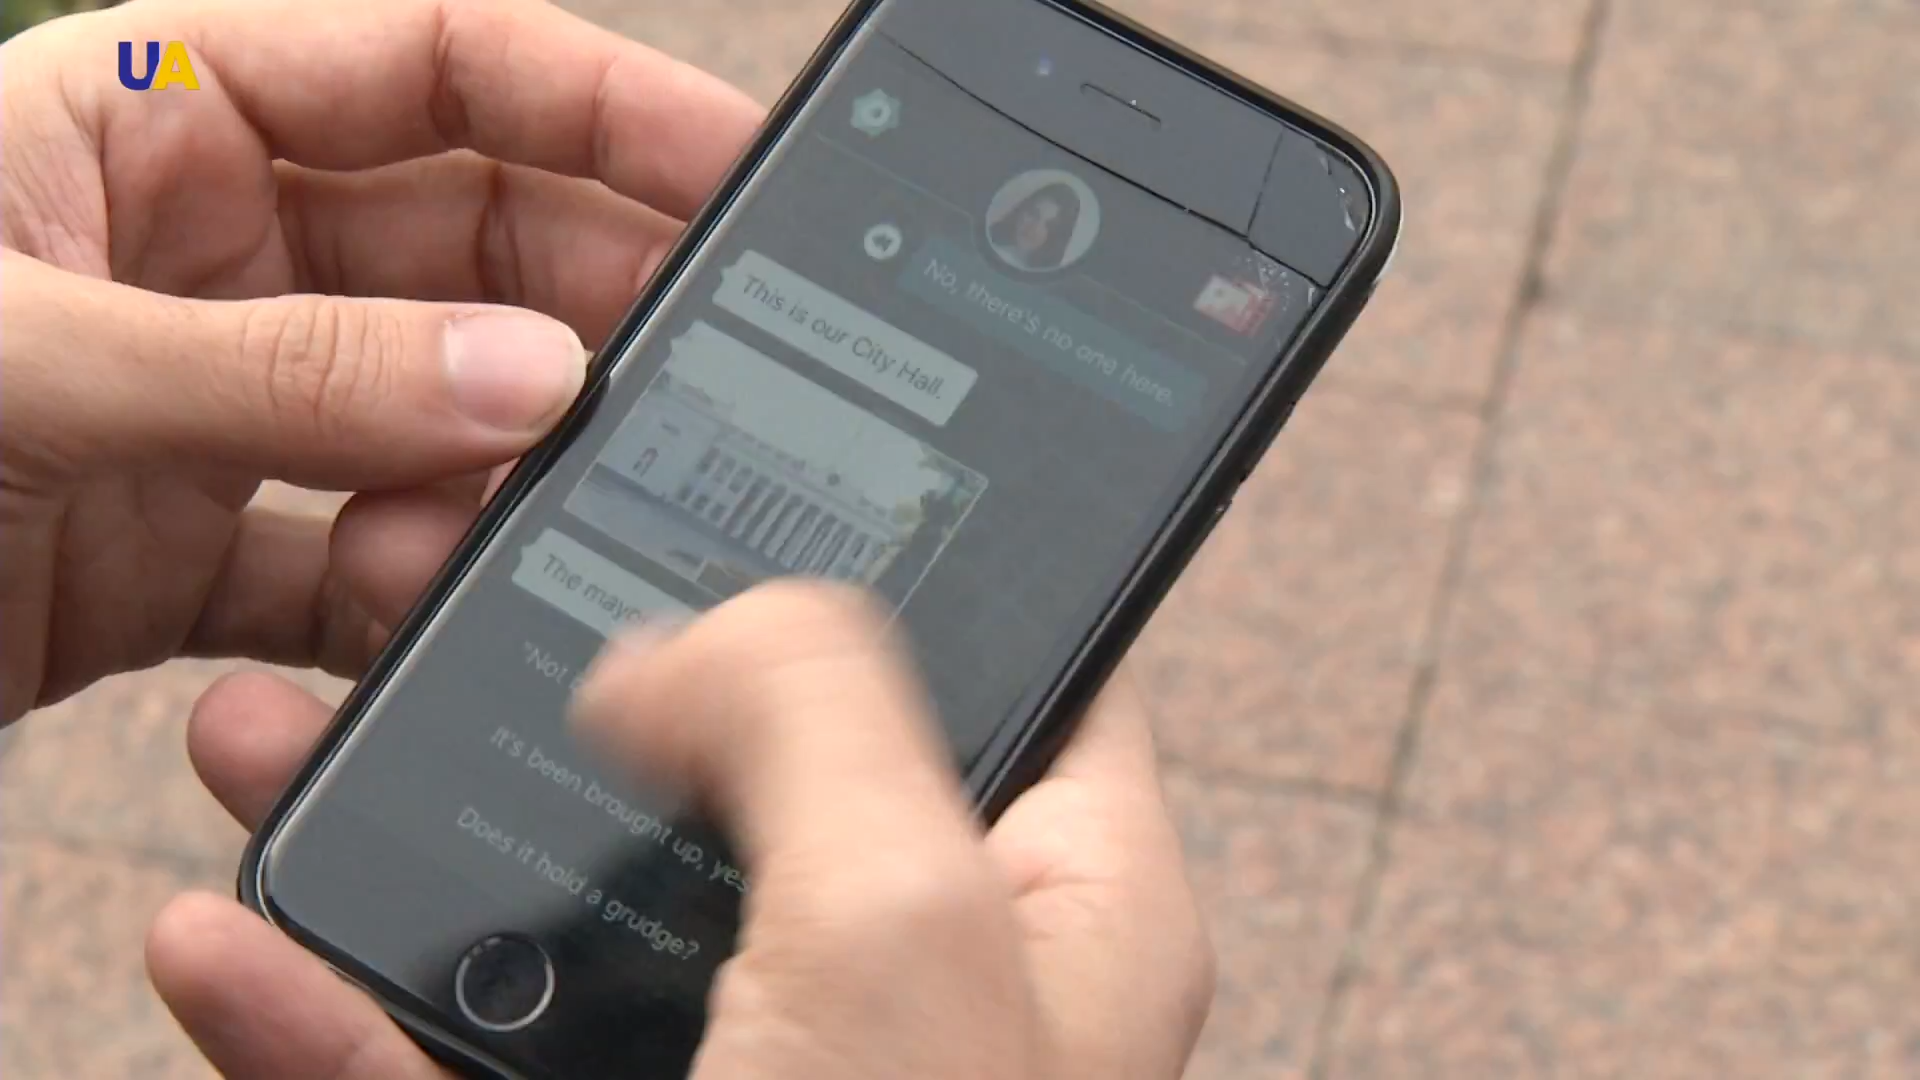 UA
No, there's no one here.
This is our City Hall.
The mayor
"Not
It's been brought up, yes
Does it hold a grudge?